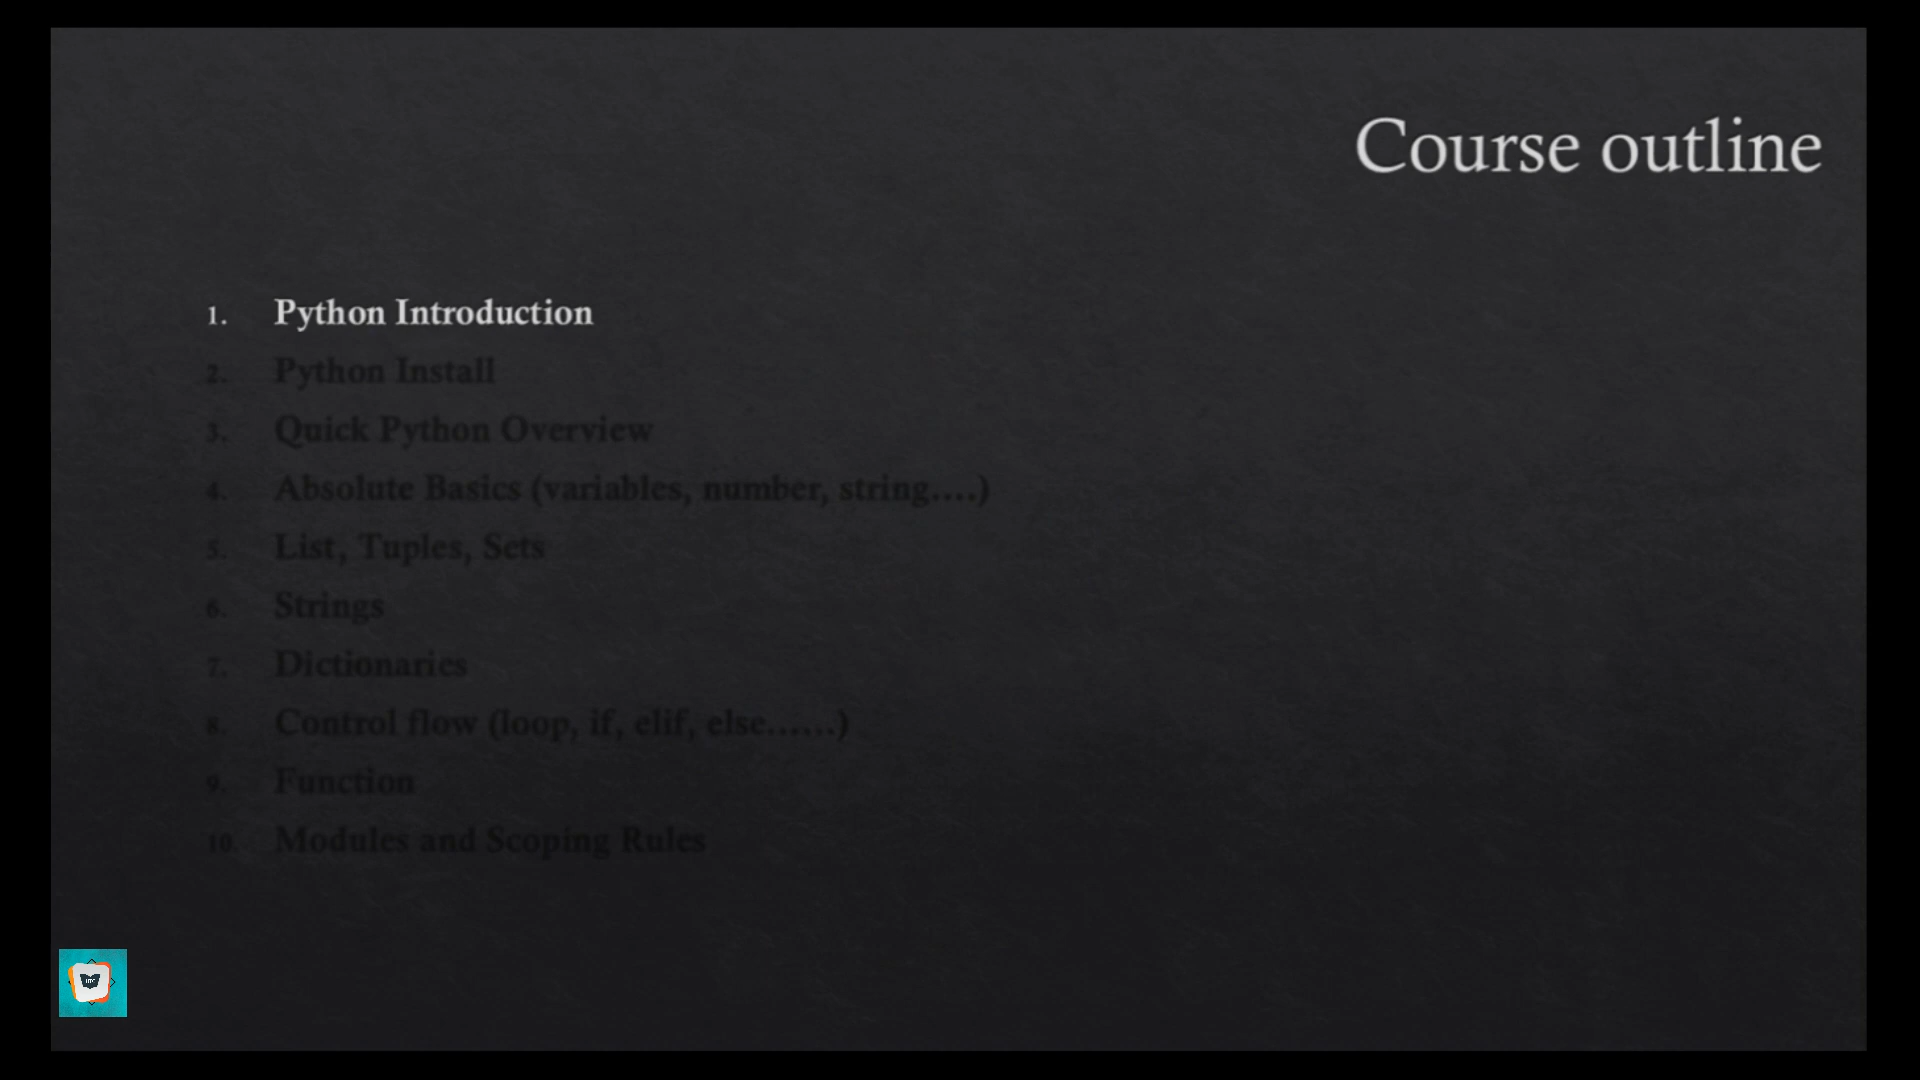 Course outline
1. Python Introduction
2. Python Install
3. Quick Python Overview
4. Absolute Basics (variables, number, string....)
5. List, Tuples, Sets
6. Strings
7. Dictionaries
8. Control flow (loop, if, elif, else......)
9. Function
10. Modules and Scoping Rules